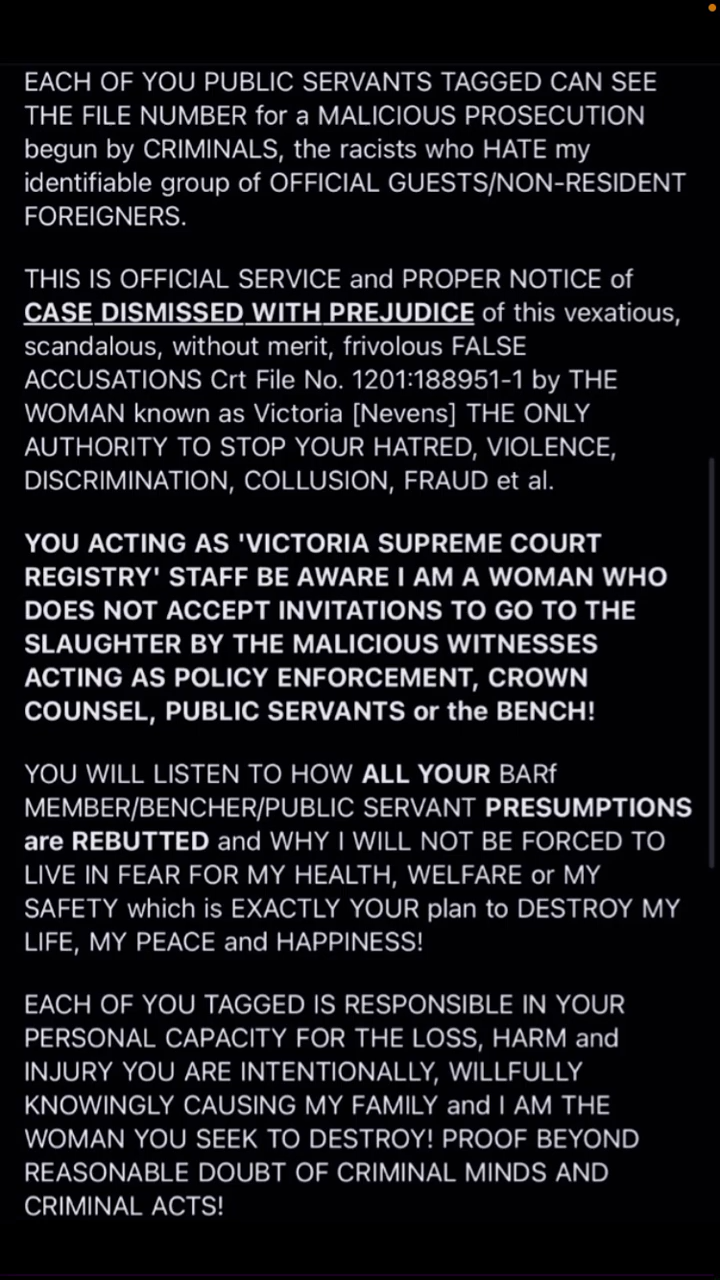 EACH OF YOU PUBLIC SERVANTS TAGGED CAN SEE
THE FILE NUMBER for a MALICIOUS PROSECUTION
begun by CRIMINALS, the racists who HATE my
identifiable group of OFFICIAL GUESTS/NON-RESIDENT
FOREIGNERS.
THIS IS OFFICIAL SERVICE and PROPER NOTICE of
CASE DISMISSED WITH PREJUDICE of this vexatious,
scandalous, without merit, frivolous FALSE
ACCUSATIONS Crt File No. 1201:188951-1 by THE
WOMAN known as Victoria [Nevens] THE ONLY
AUTHORITY TO STOP YOUR HATRED, VIOLENCE,
DISCRIMINATION, COLLUSION, FRAUD et al.
YOU ACTING AS 'VICTORIA SUPREME COURT
REGISTRY' STAFF BE AWARE I AM A WOMAN WHO
DOES NOT ACCEPT INVITATIONS TO GO TO THE
SLAUGHTER BY THE MALICIOUS WITNESSES
ACTING AS POLICY ENFORCEMENT, CROWN
COUNSEL, PUBLIC SERVANTS or the BENCH!
YOU WILL LISTEN TO HOW ALL YOUR BARf
MEMBER/BENCHER/PUBLIC SERVANT PRESUMPTIONS
are REBUTTED and WHY I WILL NOT BE FORCED TO
LIVE IN FEAR FOR MY HEALTH, WELFARE or MY
SAFETY which is EXACTLY YOUR plan to DESTROY MY
LIFE, MY PEACE and HAPPINESS!
EACH OF YOU TAGGED IS RESPONSIBLE IN YOUR
PERSONAL CAPACITY FOR THE LOSS, HARM and
INJURY YOU ARE INTENTIONALLY, WILLFULLY
KNOWINGLY CAUSING MY FAMILY and I AM THE
WOMAN YOU SEEK TO DESTROY! PROOF BEYOND
REASONABLE DOUBT OF CRIMINAL MINDS AND
CRIMINAL ACTS!